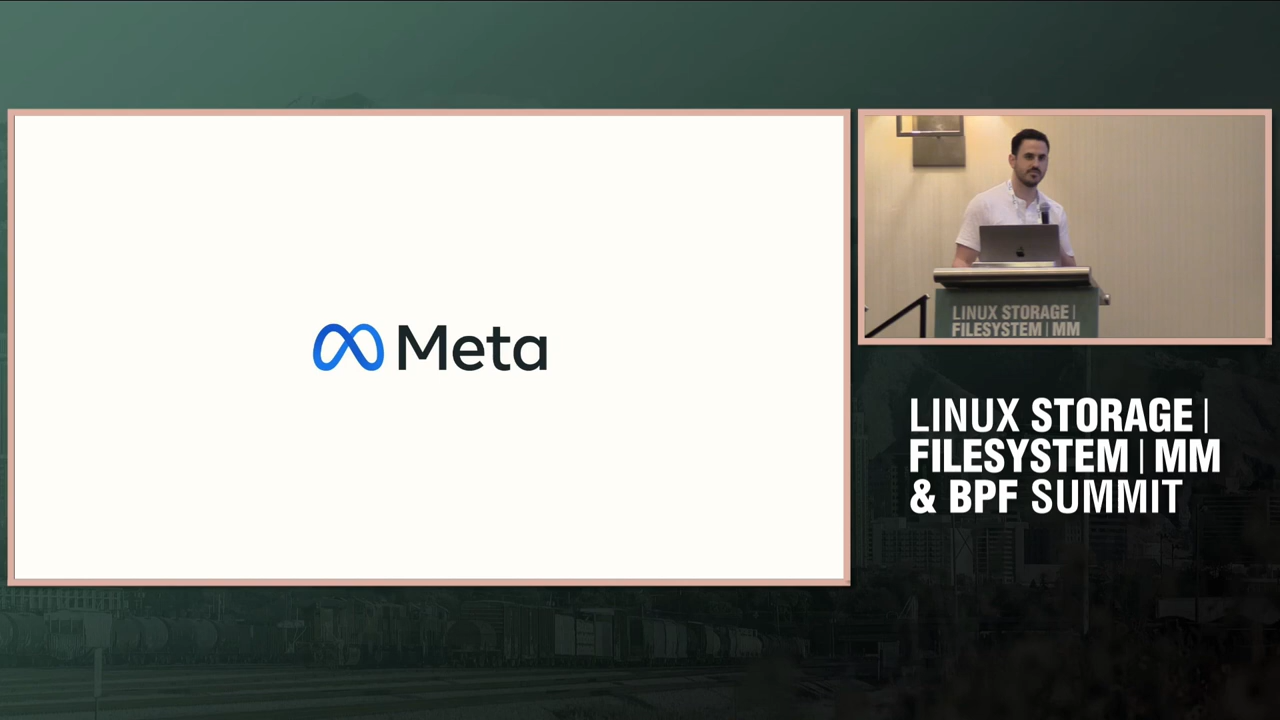 Meta
LINUX STORAGE |
FILESYSTEM | MM
LINUX STORAGE |
FILESYSTEM | MM
& BPF SUMMIT